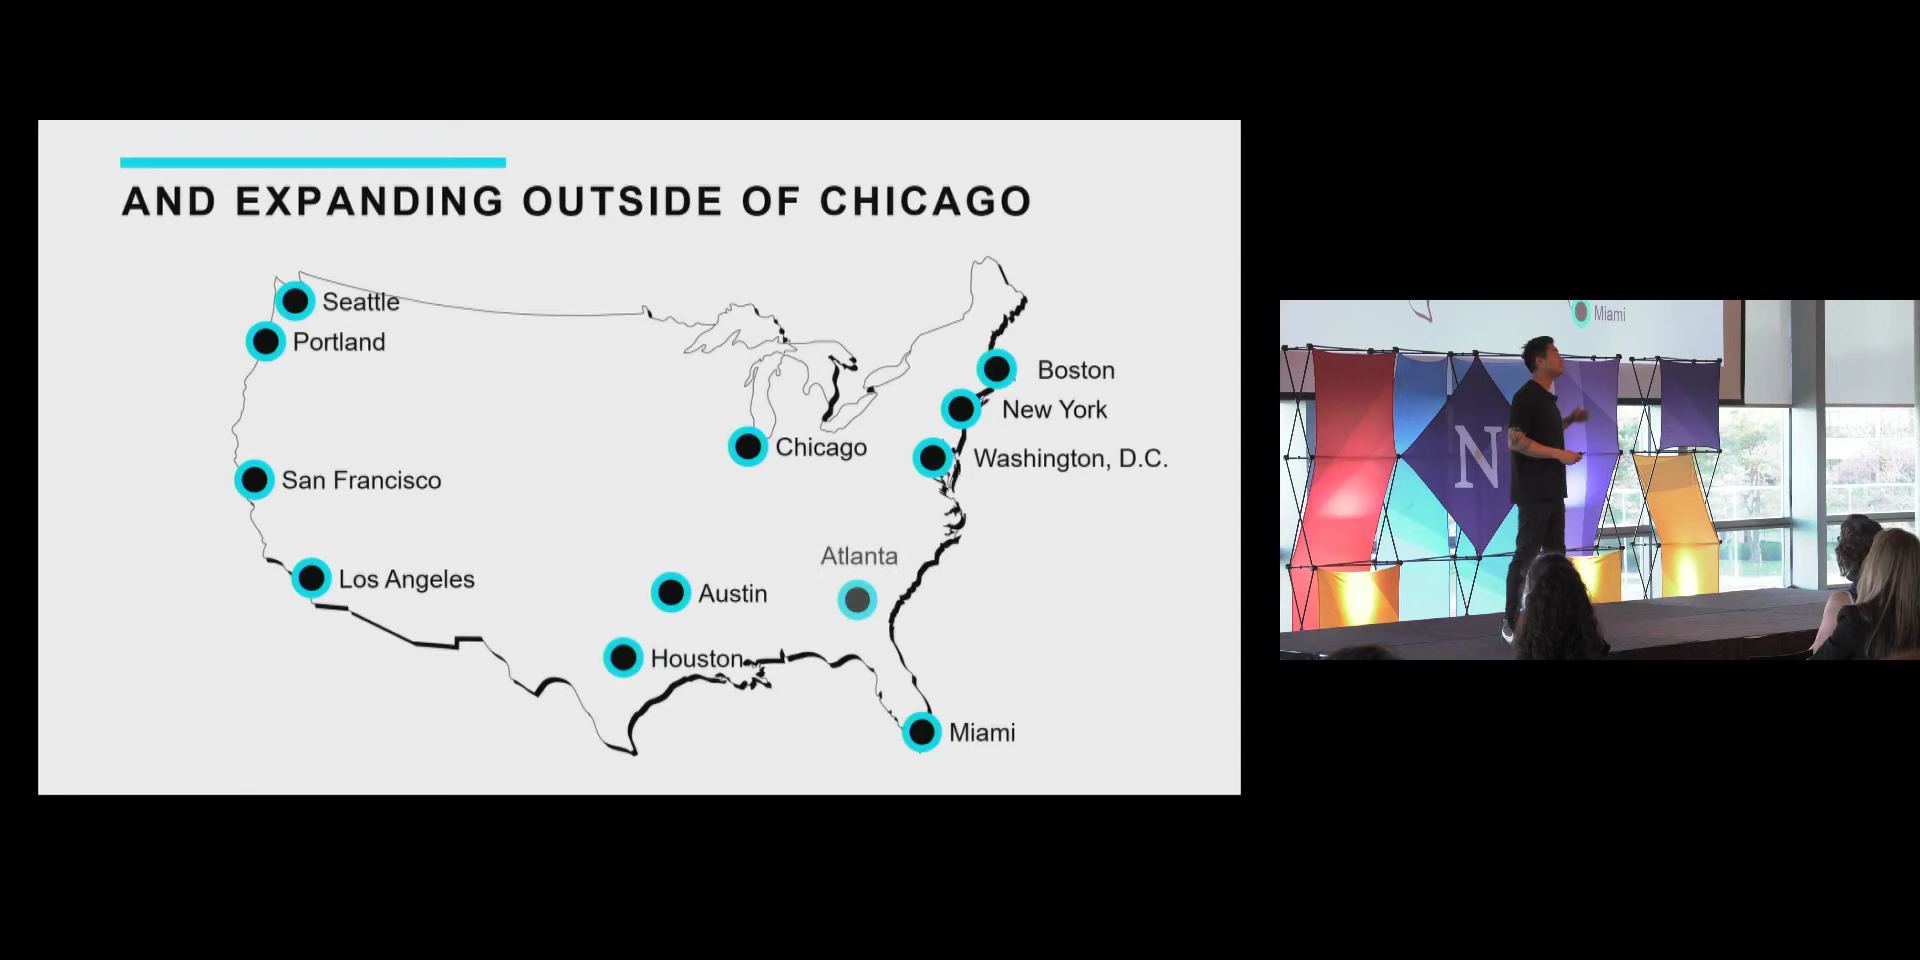 AND EXPANDING OUTSIDE OF CHICAGO
Seattle
Portland
Boston
New York
Chicago
Washington, D.C.
San Francisco
Atlanta
Los Angeles
Austin
Houston
Miami
Miami
N